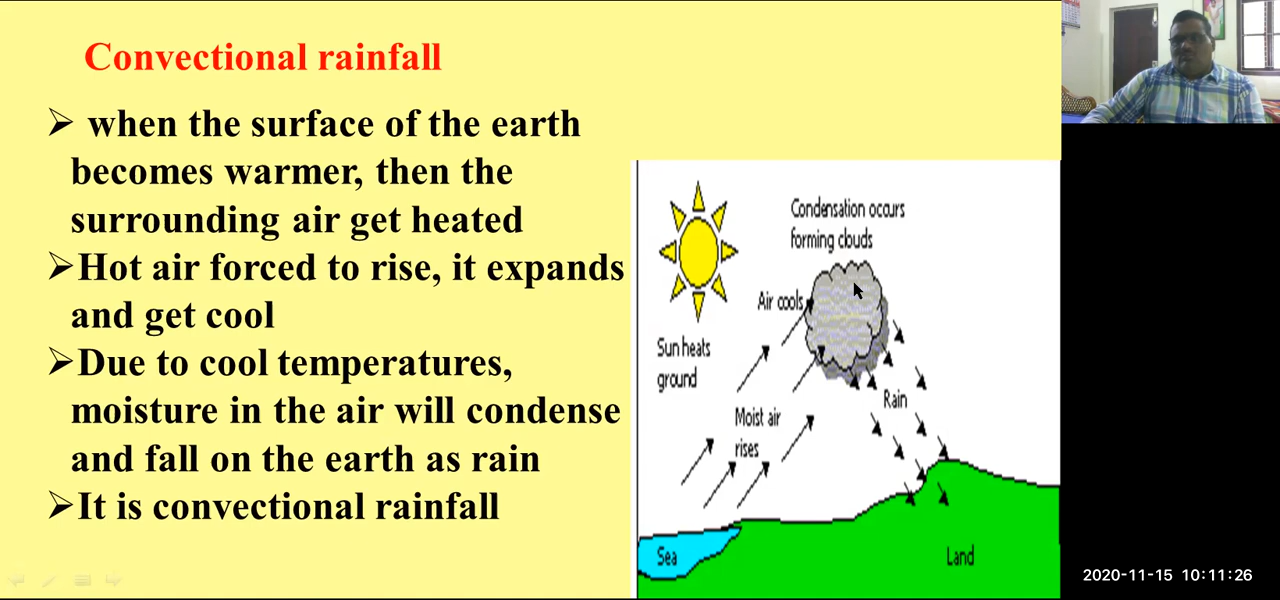 Convectional rainfall
➢ when the surface of the earth
becomes warmer, then the
surrounding air get heated
➢Hot air forced to rise, it expands
and get cool
➢Due to cool temperatures,
moisture in the air will condense
and fall on the earth as rain
➢It is convectional rainfall
Condensation occurs
forming clouds
Air cools
Sun heats
ground
Rain
Moist air
rises
Sea
Land
2020-11-15 10:11:26